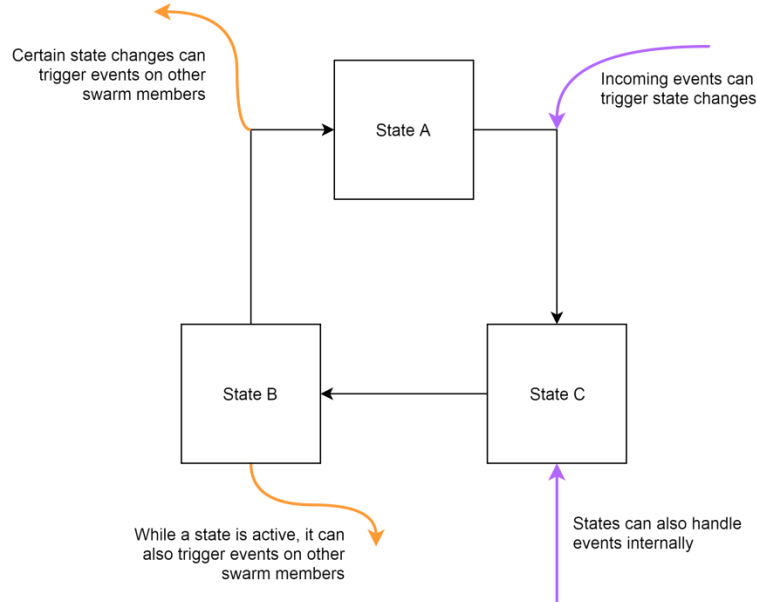 Certain state changes can
trigger events on other
swarm members
Incoming events can
trigger state changes
State A
State B
State C
While a state is active, it can
also trigger events on other
swarm members
States can also handle
events internally